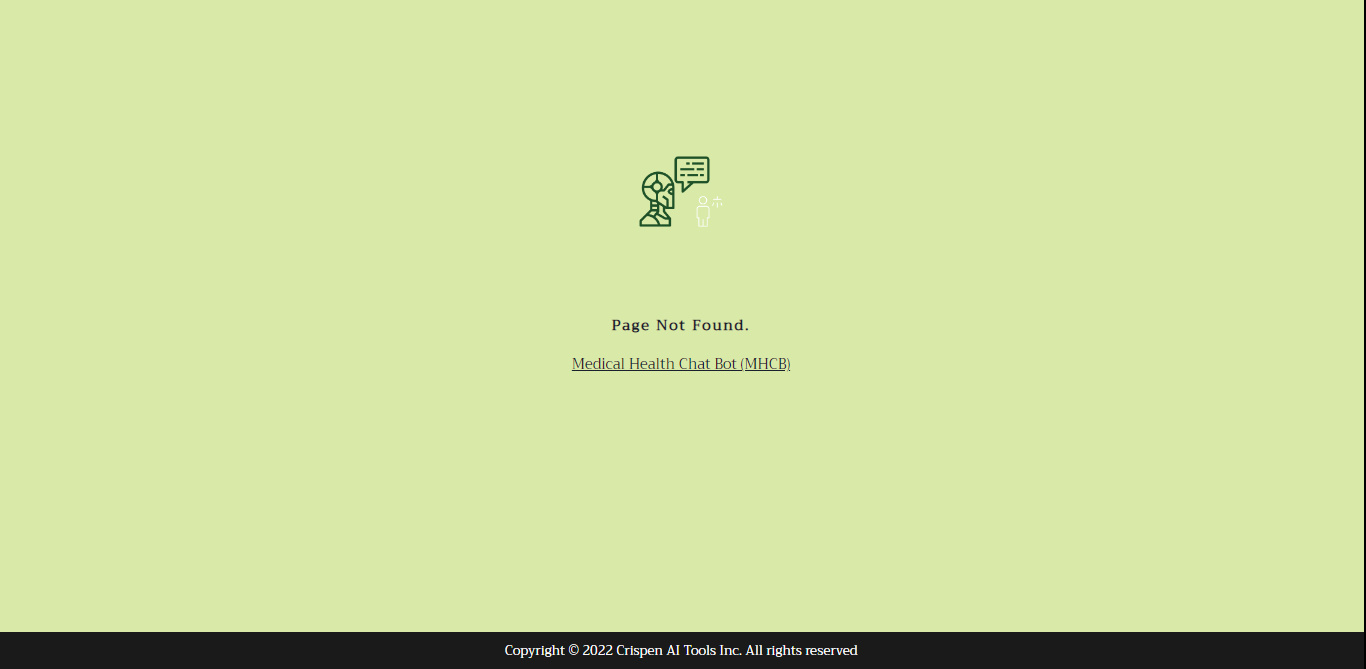 Page Not Found.
Medical Health Chat Bot (MHCB)
Copyright © 2022 Crispen AI Tools Inc. All rights reserved